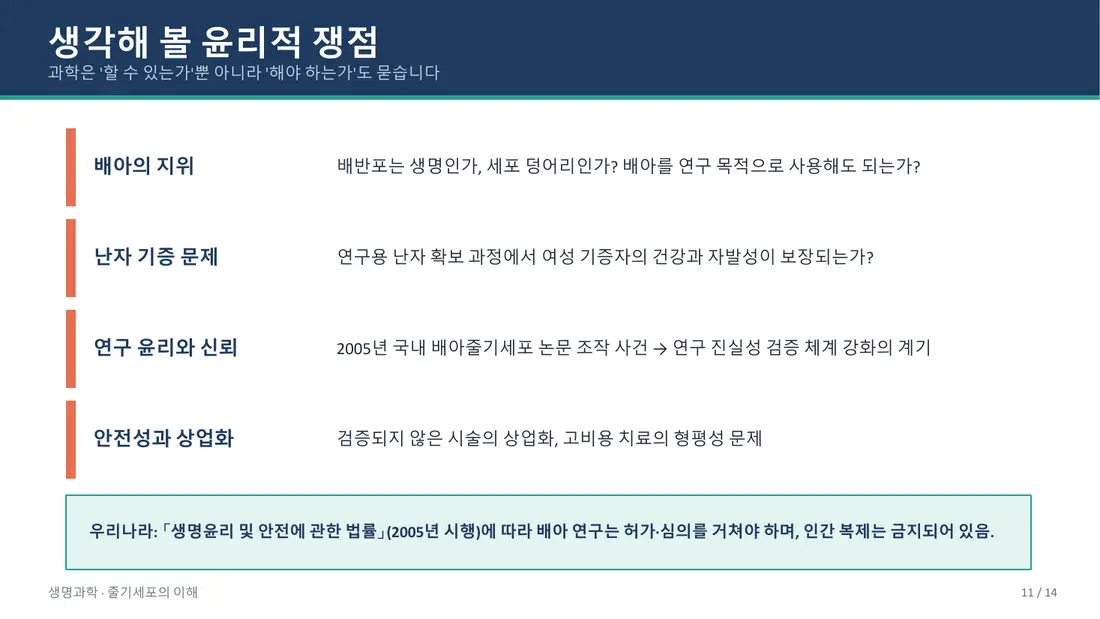 생각해 볼 윤리적 쟁점
과학은 '할 수 있는가'뿐 아니라 '해야 하는가'도 묻습니다
배아의 지위
배반포는 생명인가, 세포 덩어리인가? 배아를 연구 목적으로 사용해도 되는가?
난자 기증 문제
연구용 난자 확보 과정에서 여성 기증자의 건강과 자발성이 보장되는가?
연구 윤리와 신뢰
2005년 국내 배아줄기세포 논문 조작 사건 → 연구 진실성 검증 체계 강화의 계기
안전성과 상업화
검증되지 않은 시술의 상업화, 고비용 치료의 형평성 문제
우리나라: 「생명윤리 및 안전에 관한 법률」(2005년 시행)에 따라 배아 연구는 허가·심의를 거쳐야 하며, 인간 복제는 금지되어 있음.
생명과학 · 줄기세포의 이해
11 / 14